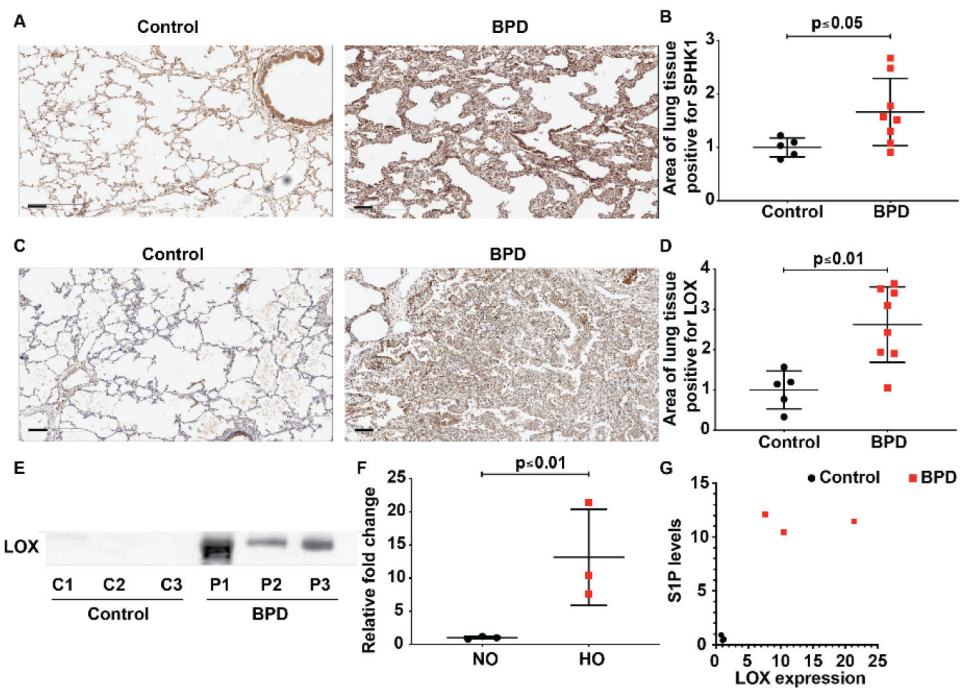 A
Control
BPD
B
p≤0.05
Area of lung tissue
positive for SPHK1
3
2
1
0
Control
BPD
C
Control
BPD
D
p≤0.01
Area of lung tissue
positive for LOX
4
3
2
1
0
Control
BPD
E
LOX
C1 C2 C3 P1 P2 P3
Control BPD
F
p≤0.01
Relative fold change
25
20
15
10
5
0
NO HO
G
Control BPD
S1P levels
15
10
5
0
0 5 10 15 20 25
LOX expression